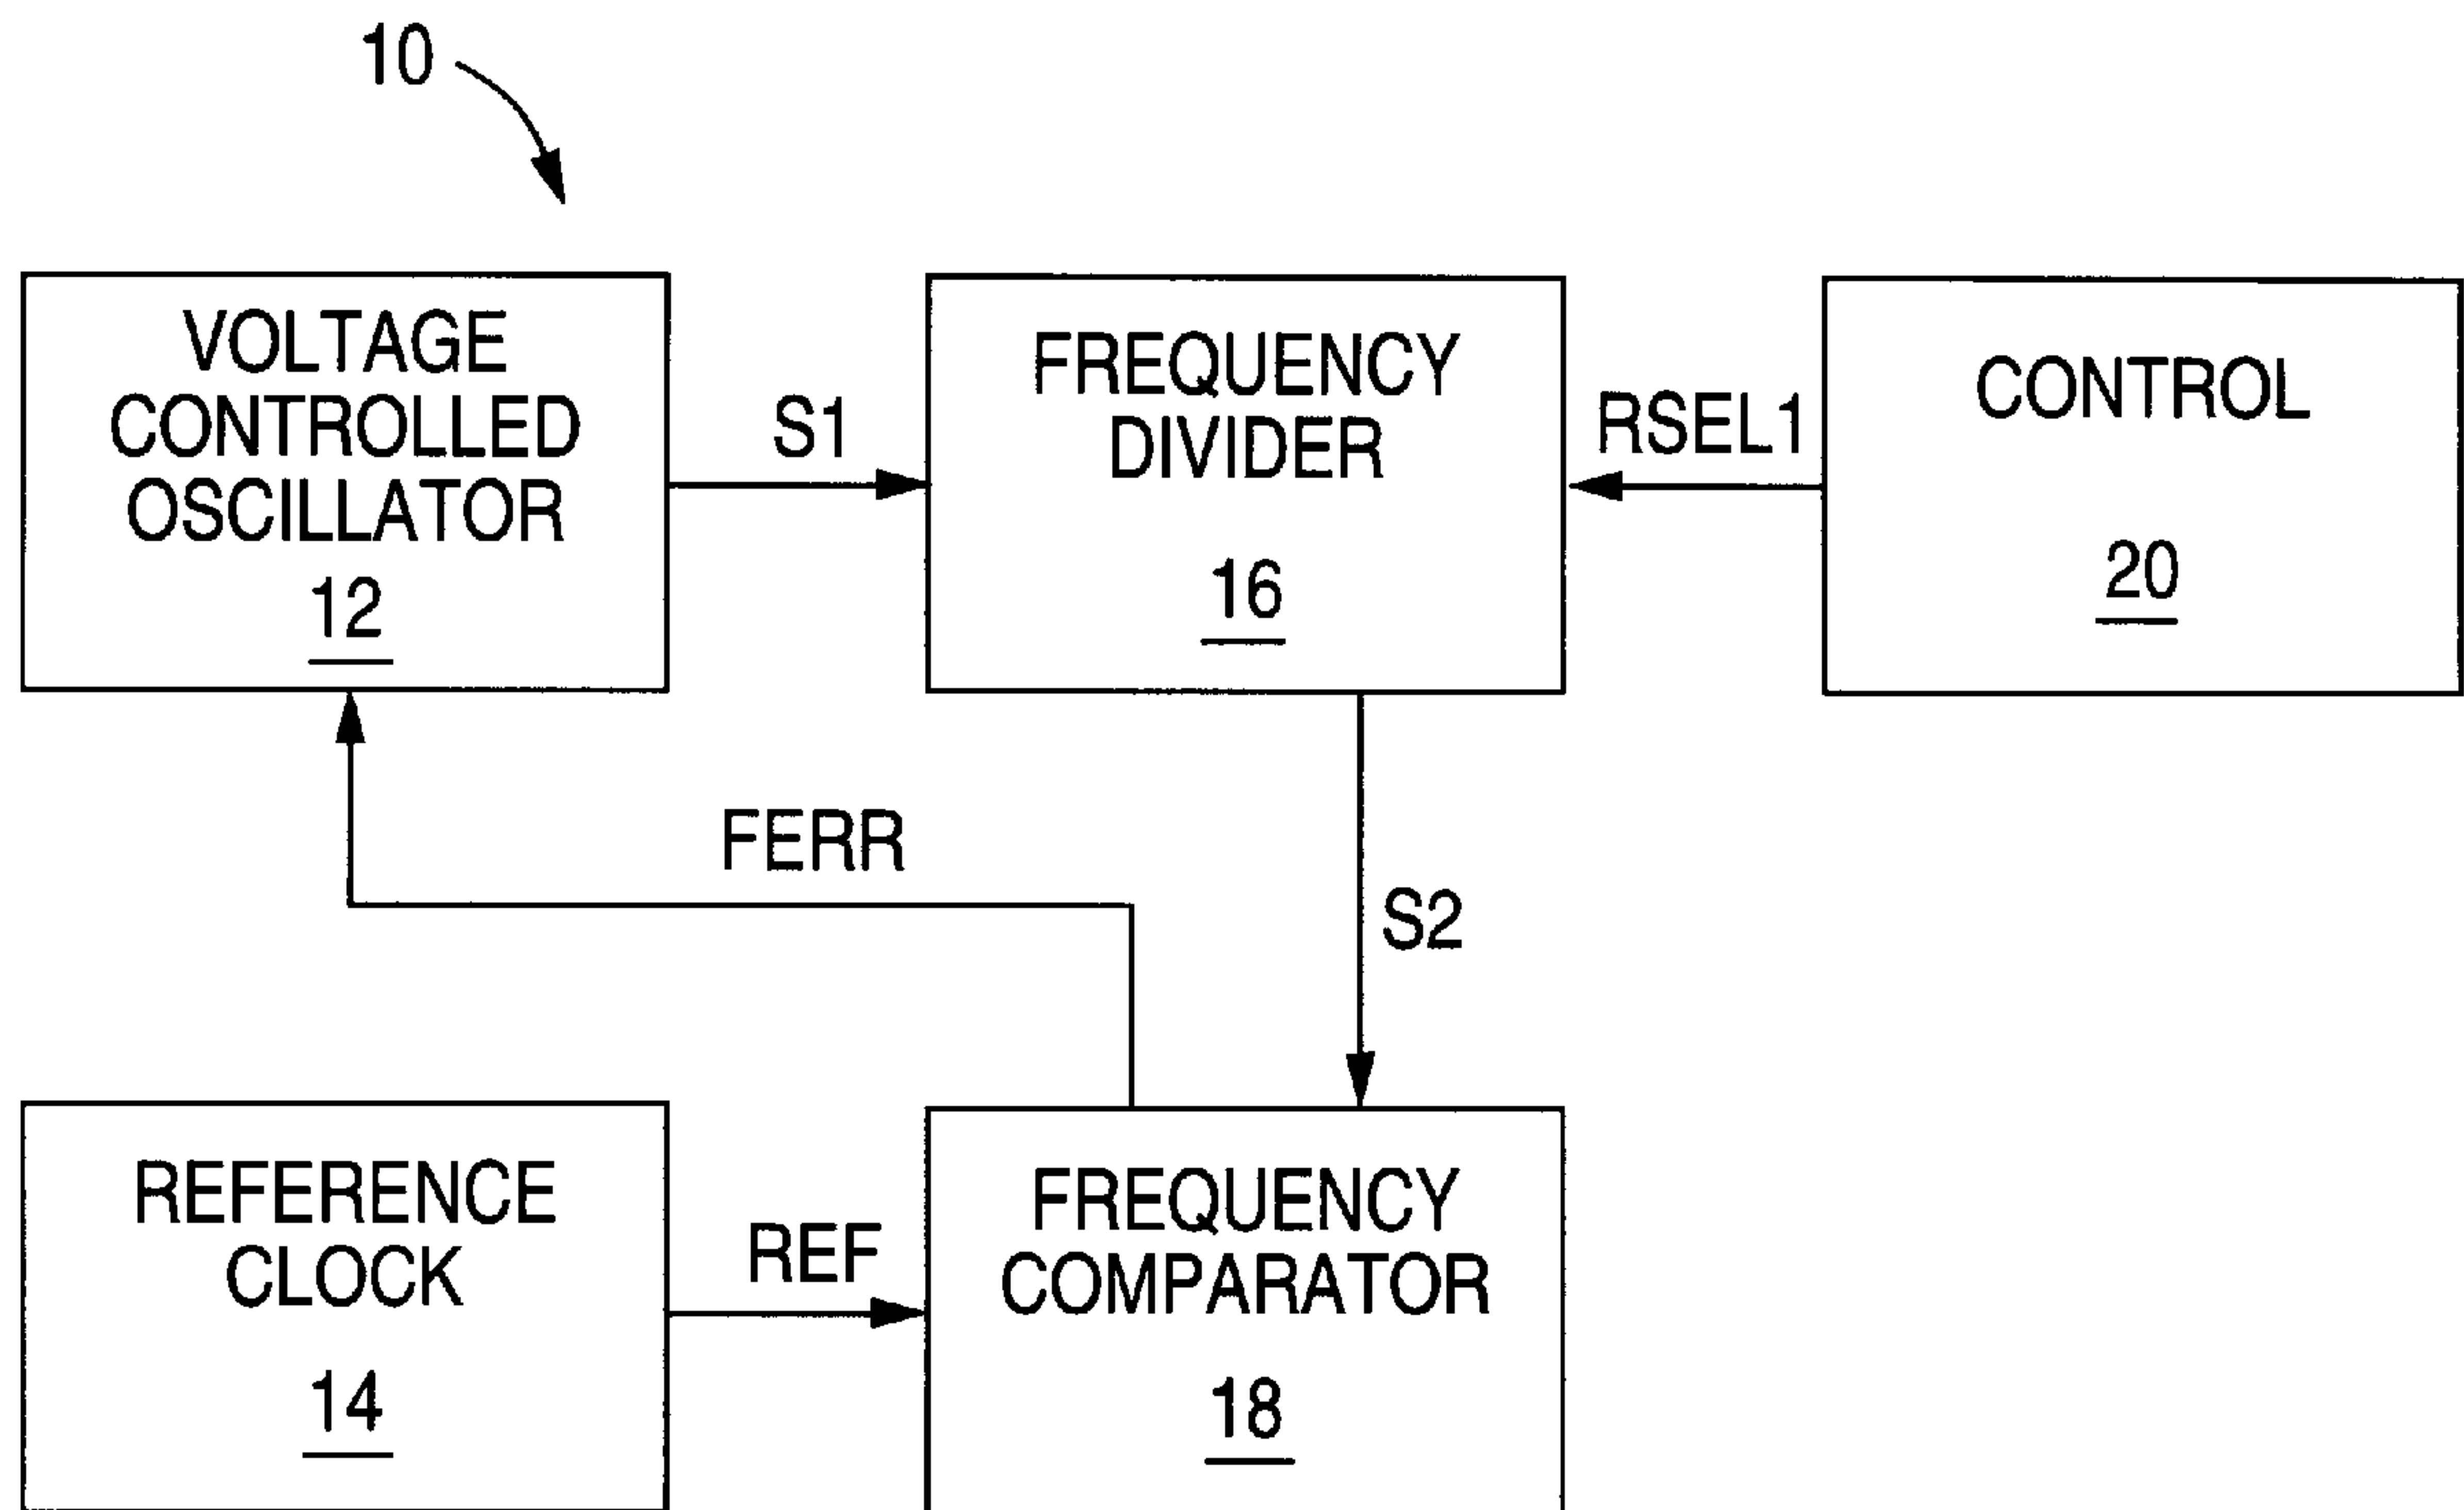 10
VOLTAGE
CONTROLLED
OSCILLATOR
12
S1
FREQUENCY
DIVIDER
16
RSEL1
CONTROL
20
FERR
S2
REFERENCE
CLOCK
14
REF
FREQUENCY
COMPARATOR
18